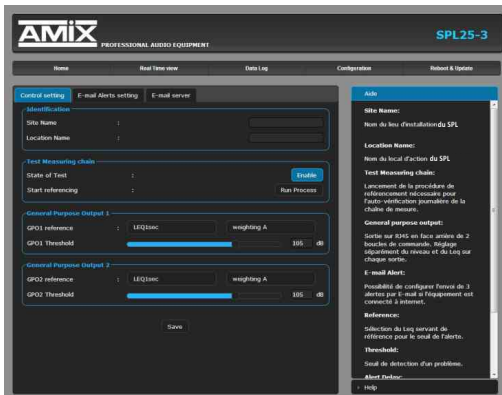 AMIX
PROFESSIONAL AUDIO EQUIPMENT
SPL25-3
Home
Real Time view
Data Log
Configuration
Reboot & Update
Control setting
E-mail Alerts setting
E-mail server
Identification
Site Name :
Location Name :
Test Measuring chain
State of Test : Enable
Start referencing : Run Process
General Purpose Output 1
GPO1 reference : LEQ1sec weighting A
GPO1 Threshold 105 dB
General Purpose Output 2
GPO2 reference : LEQ1sec weighting A
GPO2 Threshold 105 dB
Save
Aide
Site Name:
Nom du lieu d'installation du SPL
Location Name:
Nom du local d'action du SPL
Test Measuring chain:
Lancement de la procédure de
référencement nécessaire pour
l'auto-vérification journalière de la
chaîne de mesure.
General purpose output:
Sortie sur RJ45 en face arrière de 2
boucles de commande. Réglage
séparément du niveau et du Leq sur
chaque sortie.
E-mail Alert:
Possibilité de configurer l'envoi de 3
alertes par E-mail si l'équipement est
connecté à internet.
Reference:
Sélection du Leq servant de
référence pour le seuil de l'alerte.
Threshold:
Seuil de detection d'un problème.
Alert Delay:
Help